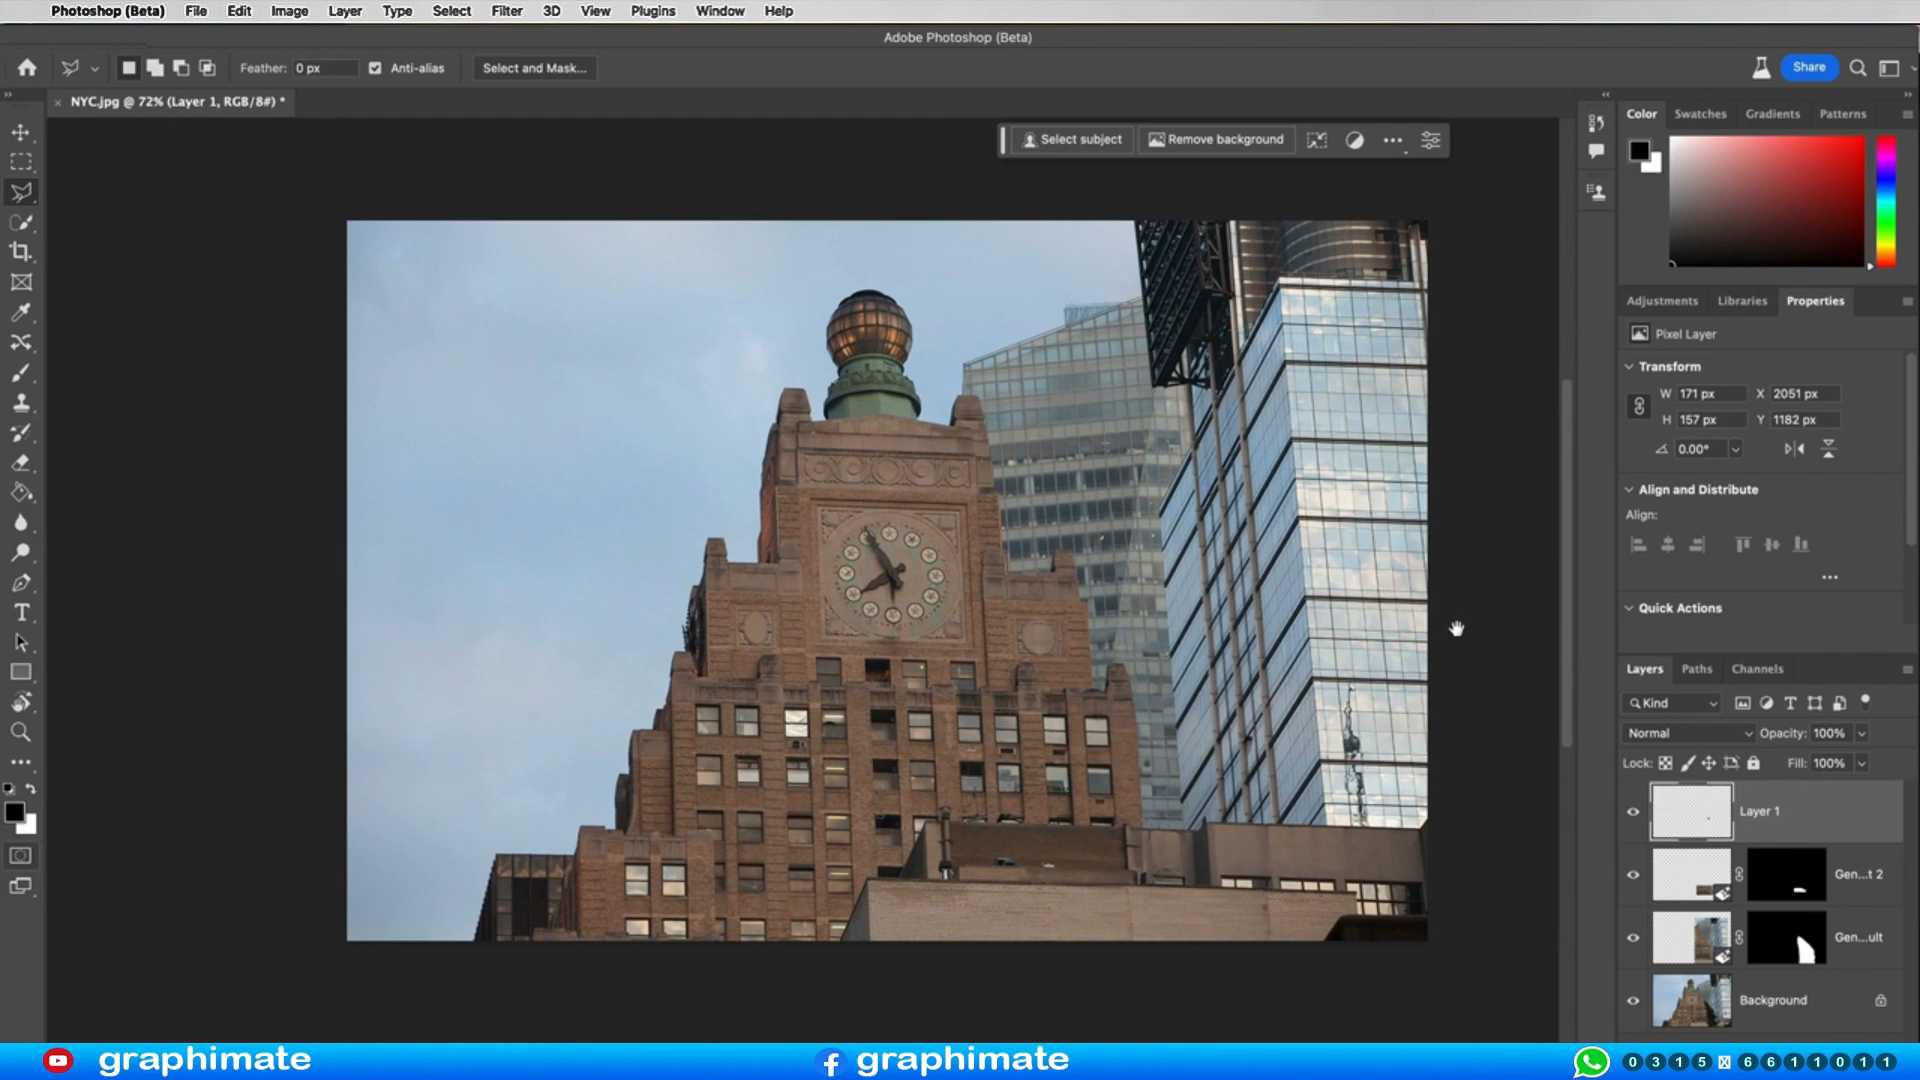 Photoshop (Beta) File Edit Image Layer Type Select Filter 3D View Plugins Window Help
Adobe Photoshop (Beta)
Feather: 0 px Anti-alias Select and Mask... Share
NYC.jpg @ 72% (Layer 1, RGB/8#) *
Select subject Remove background
Color Swatches Gradients Patterns
Adjustments Libraries Properties
Pixel Layer
Transform
W 171 px X 2051 px
H 157 px Y 1182 px
0.00°
Align and Distribute
Align:
Quick Actions
Layers Paths Channels
Kind
Normal Opacity: 100%
Lock: Fill: 100%
Layer 1
Gen...t 2
Gen...ult
Background
graphimate graphimate 0315 6611011